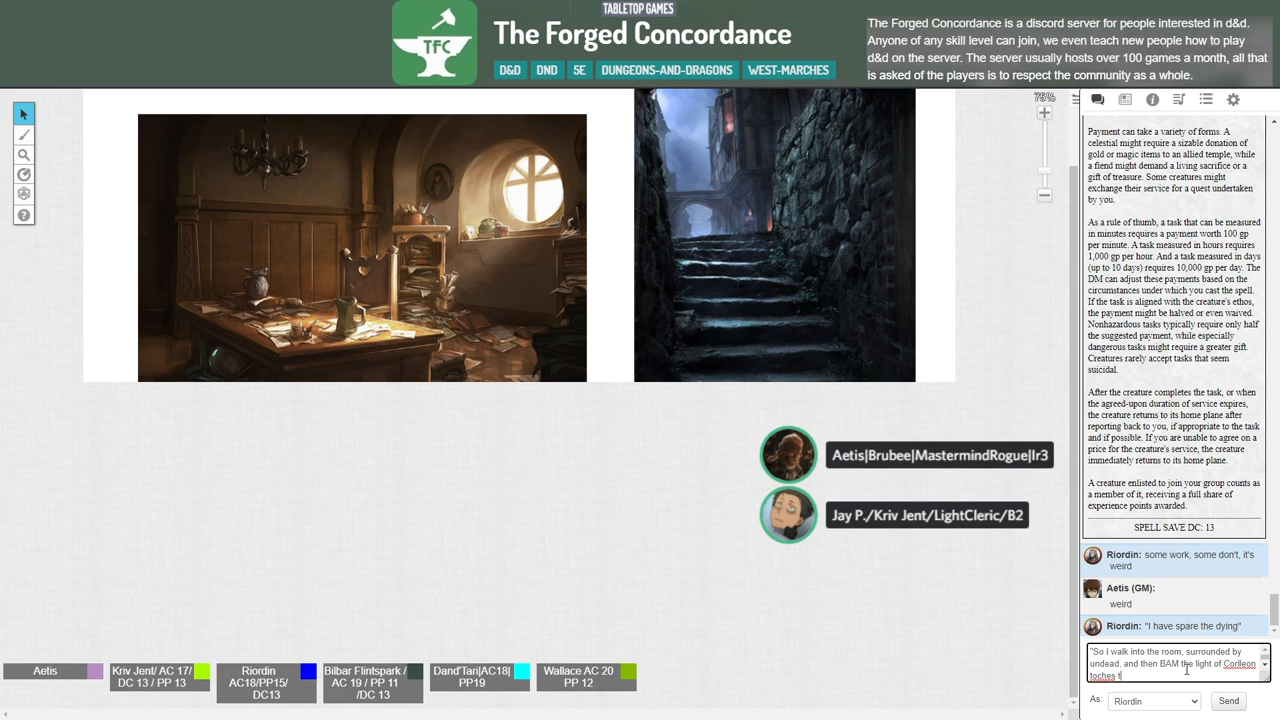 TABLETOP GAMES
TFC
The Forged Concordance
D&D DND 5E DUNGEONS-AND-DRAGONS WEST-MARCHES
The Forged Concordance is a discord server for people interested in d&d.
Anyone of any skill level can join, we even teach new people how to play
d&d on the server. The server usually hosts over 100 games a month, all that
is asked of the players is to respect the community as a whole.
75%
Payment can take a variety of forms. A
celestial might require a sizable donation of
gold or magic items to an allied temple, while
a fiend might demand a living sacrifice or a
gift of treasure. Some creatures might
exchange their service for a quest undertaken
by you.
As a rule of thumb, a task that can be measured
in minutes requires a payment worth 100 gp
per minute. A task measured in hours requires
1,000 gp per hour. And a task measured in days
(up to 10 days) requires 10,000 gp per day. The
DM can adjust these payments based on the
circumstances under which you cast the spell.
If the task is aligned with the creature's ethos,
the payment might be halved or even waived.
Nonhazardous tasks typically require only half
the suggested payment, while especially
dangerous tasks might require a greater gift.
Creatures rarely accept tasks that seem
suicidal.
After the creature completes the task, or when
the agreed-upon duration of service expires,
the creature returns to its home plane after
reporting back to you, if appropriate to the task
and if possible. If you are unable to agree on a
price for the creature's service, the creature
immediately returns to its home plane.
A creature enlisted to join your group counts as
a member of it, receiving a full share of
experience points awarded.
SPELL SAVE DC: 13
Riordin: some work, some don't, it's
weird
Aetis (GM):
weird
Riordin: "I have spare the dying"
"So I walk into the room, surrounded by
undead, and then BAM the light of Corlleon
toches t
As: Riordin Send
Aetis|Brubee|MastermindRogue|Ir3
Jay P./Kriv Jent/LightCleric/B2
Aetis
Kriv Jent/ AC 17/
DC 13 / PP 13
Riordin
AC18/PP15/
DC13
Bilbar Flintspark /
AC 19 / PP 11
/DC 13
Dand'Tari|AC18|
PP19
Wallace AC 20
PP 12